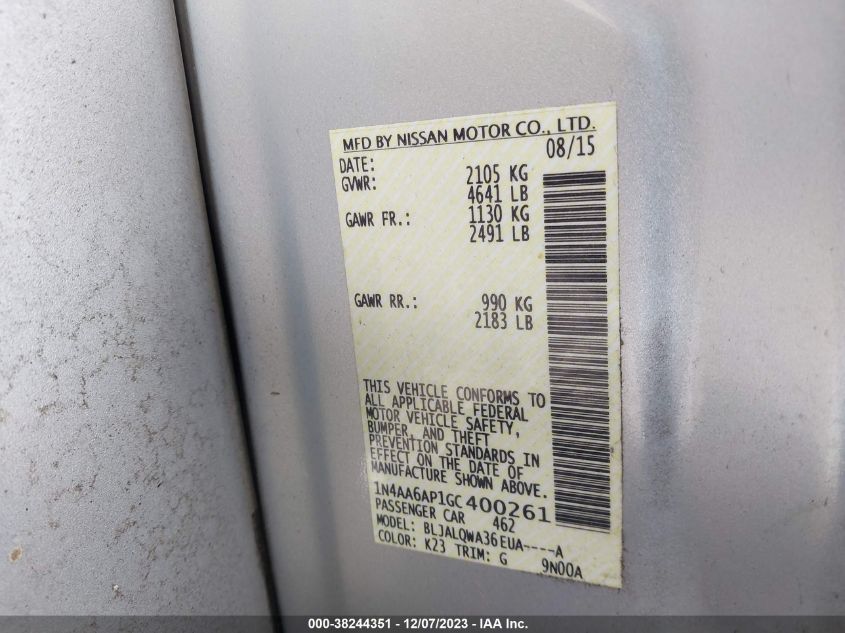 MFD BY NISSAN MOTOR CO., LTD.
DATE: 08/15
GVWR: 2105 KG
4641 LB
GAWR FR.: 1130 KG
2491 LB
GAWR RR.: 990 KG
2183 LB
THIS VEHICLE CONFORMS TO
ALL APPLICABLE FEDERAL
MOTOR VEHICLE SAFETY,
BUMPER, AND THEFT
PREVENTION STANDARDS IN
EFFECT ON THE DATE OF
MANUFACTURE SHOWN ABOVE.
1N4AA6AP1GC400261
PASSENGER CAR 462
MODEL: BLJALQWA36EUA----A
COLOR: K23 TRIM: G 9N00A
000-38244351 - 12/07/2023 - IAA Inc.